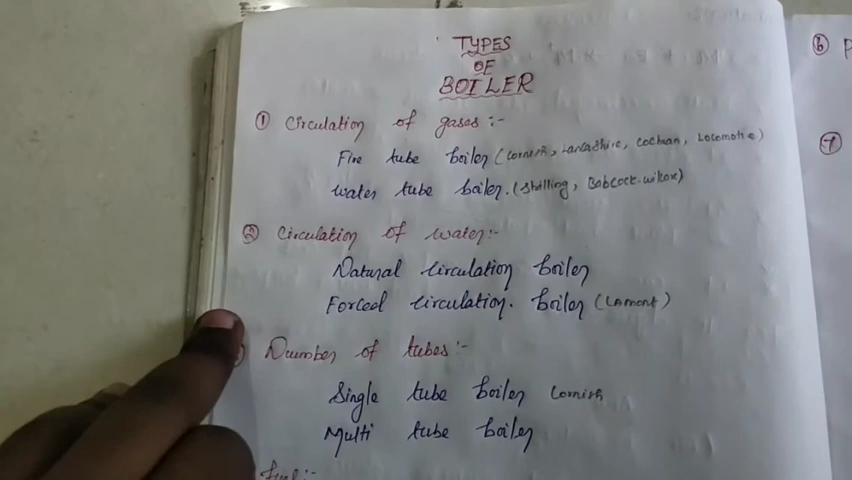 TYPES
OF
BOILER
① Circulation of gases :-
Fire tube boiler (Cornish, Lancashire, Cochran, Locomotive)
Water tube boiler. (Stilling, Babcock-wilcox)
② Circulation of water:-
Natural Circulation boiler
Forced Circulation. boiler (Lamont)
Number of tubes :-
Single tube boiler Cornish
Multi tube boiler
fuel :-
⑥ P
⑦